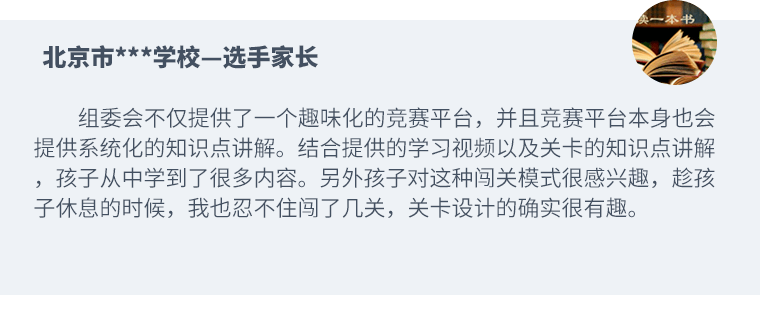 读一本书
北京市***学校—选手家长
组委会不仅提供了一个趣味化的竞赛平台，并且竞赛平台本身也会
提供系统化的知识点讲解。结合提供的学习视频以及关卡的知识点讲解
，孩子从中学到了很多内容。另外孩子对这种闯关模式很感兴趣，趁孩
子休息的时候，我也忍不住闯了几关，关卡设计的确实很有趣。